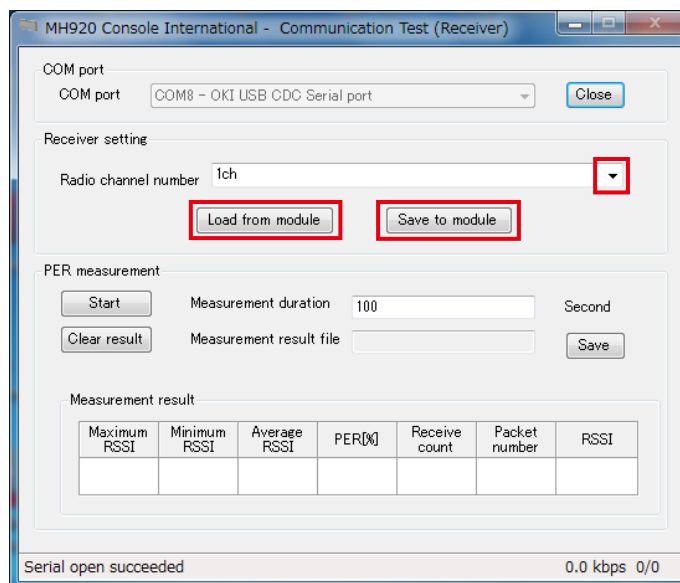 MH920 Console International - Communication Test (Receiver)
COM port
COM port COM8 - OKI USB CDC Serial port Close
Receiver setting
Radio channel number 1ch
Load from module Save to module
PER measurement
Start Measurement duration 100 Second
Clear result Measurement result file Save
Measurement result
Maximum RSSI Minimum RSSI Average RSSI PER[%] Receive count Packet number RSSI
Serial open succeeded 0.0 kbps 0/0